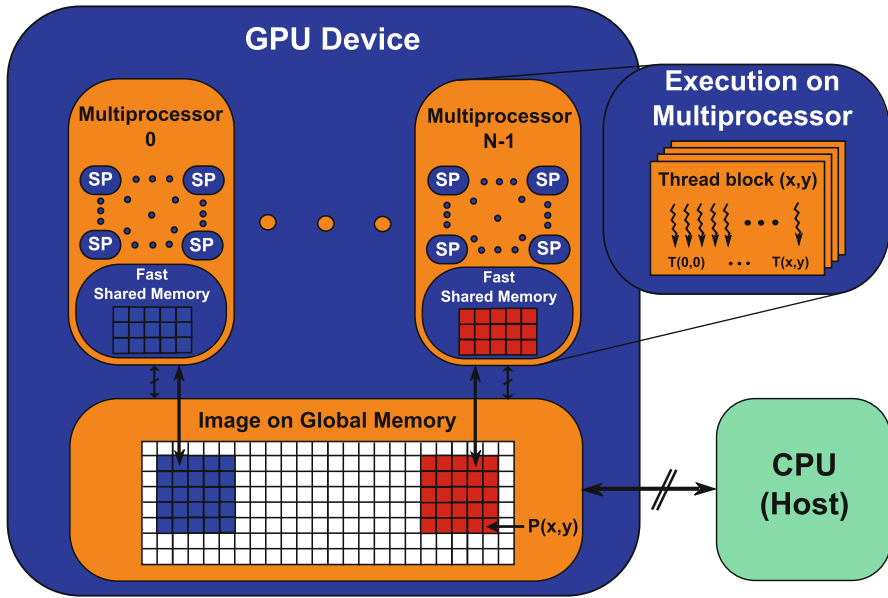 GPU Device
Multiprocessor
0
SP
SP
SP
SP
Fast
Shared Memory
Multiprocessor
N-1
SP
SP
SP
SP
Fast
Shared Memory
Execution on
Multiprocessor
Thread block (x,y)
T(0,0) ... T(x,y)
Image on Global Memory
P(x,y)
CPU
(Host)